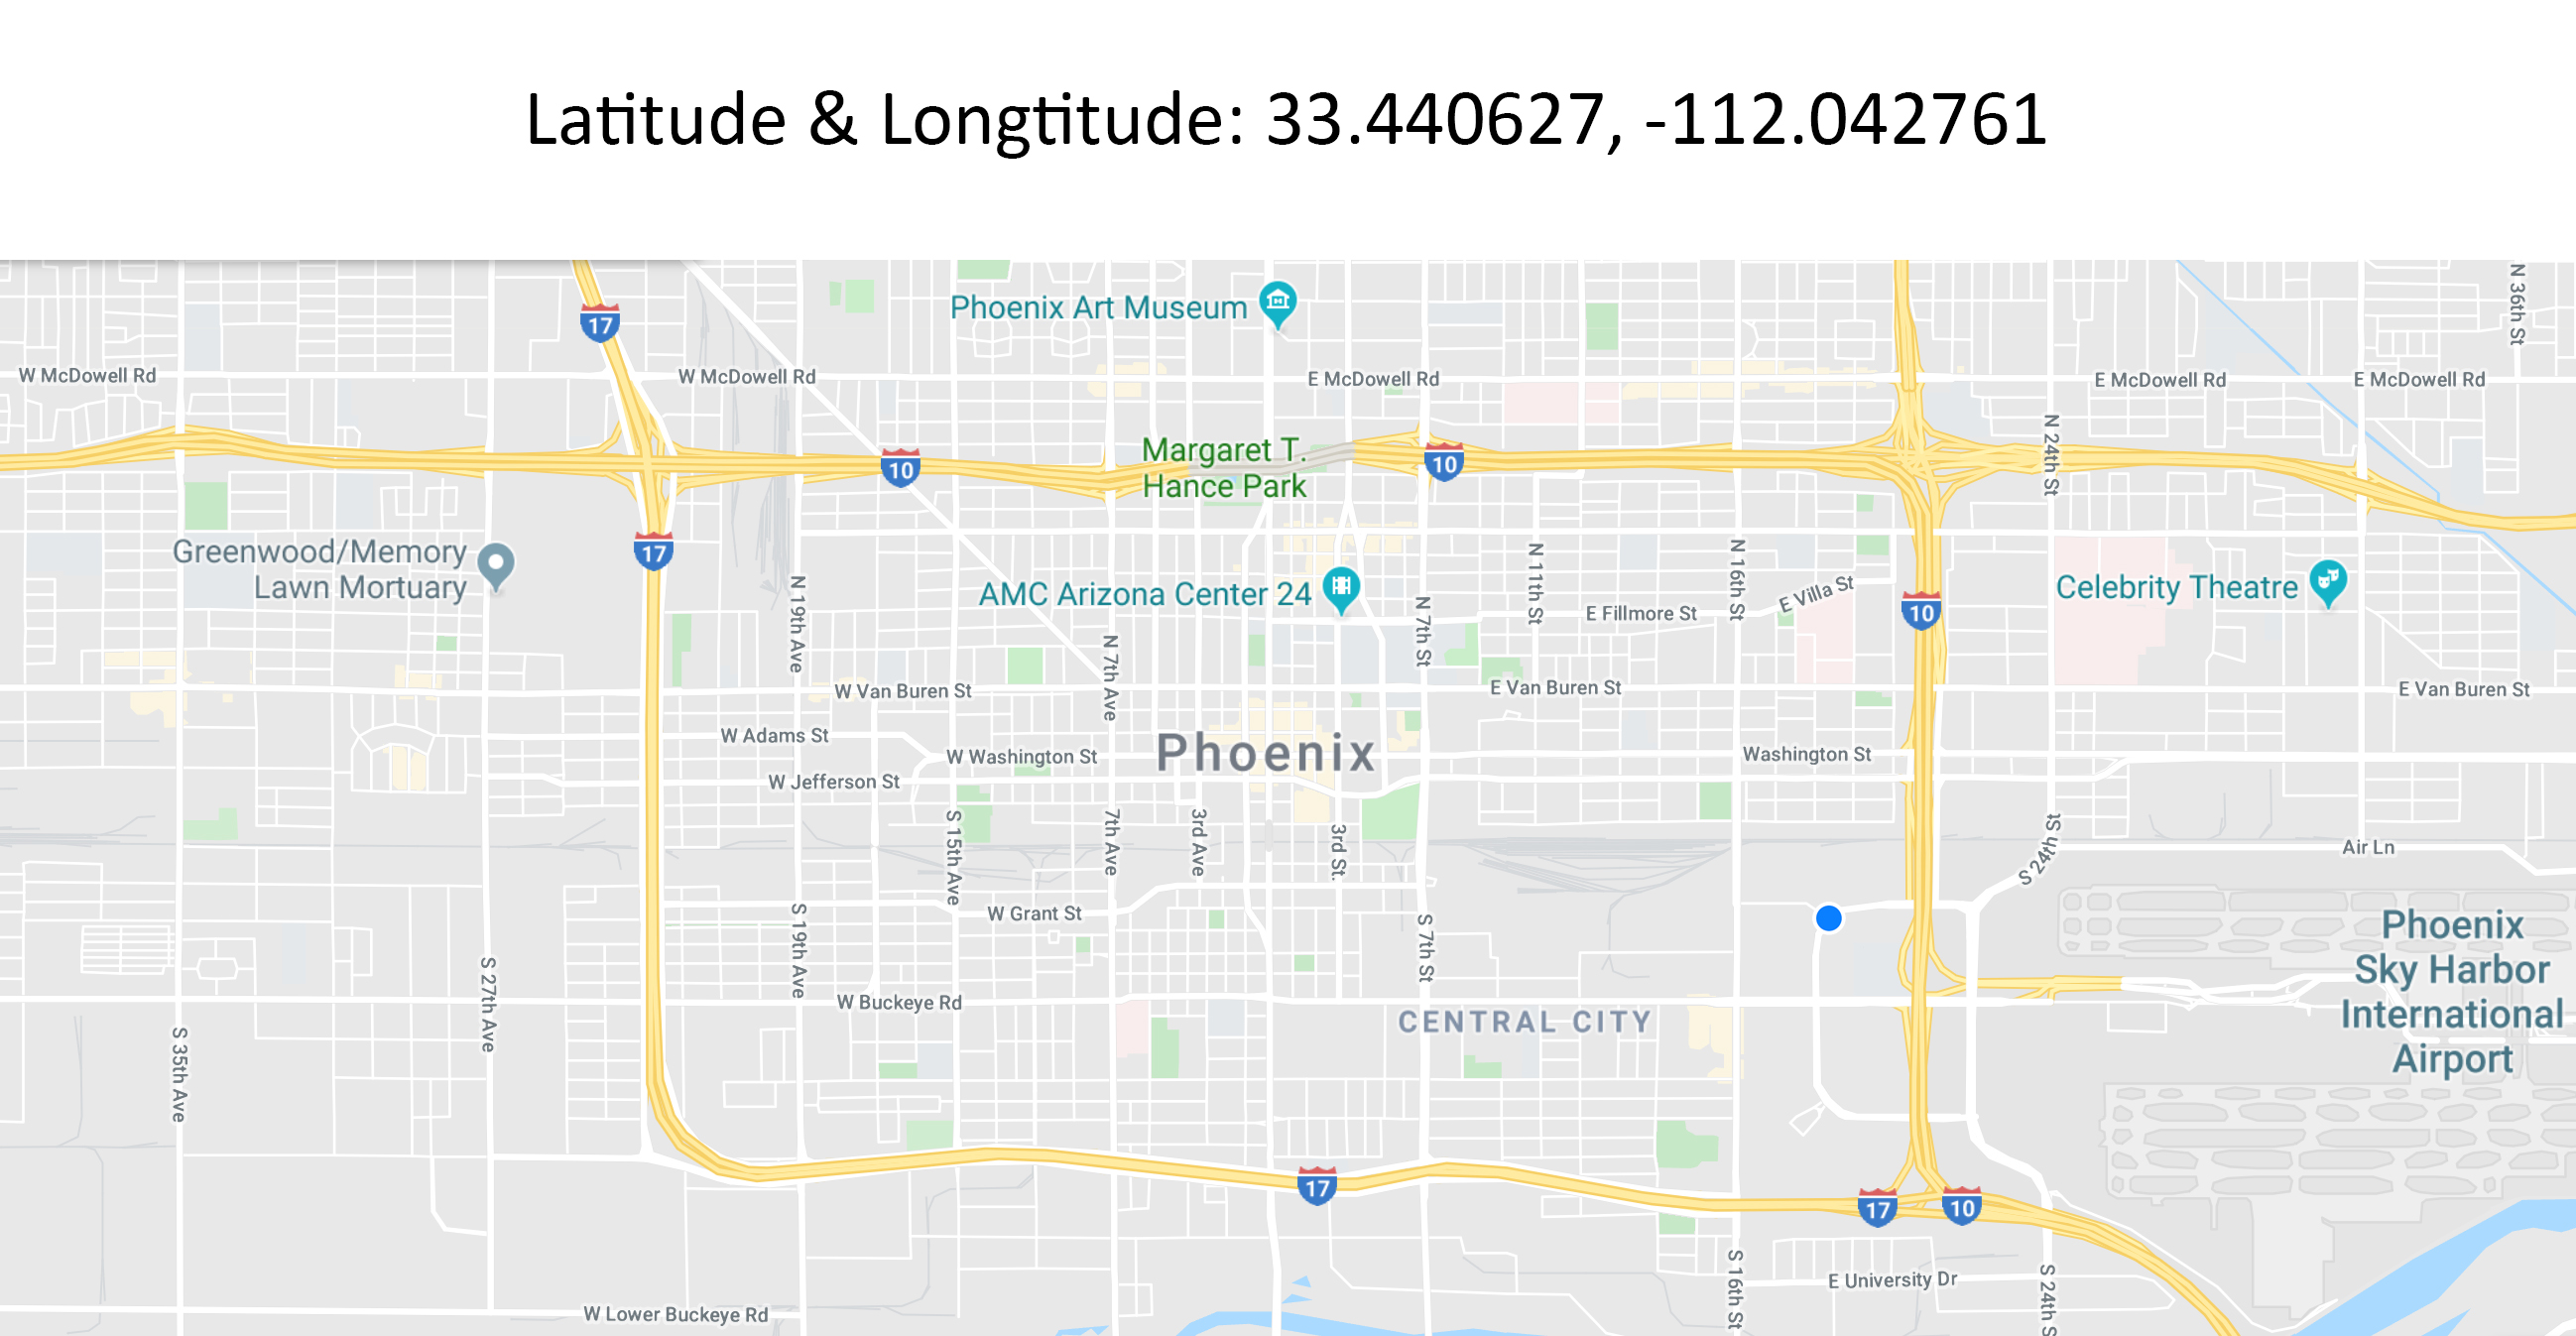 Latitude & Longtitude: 33.440627, -112.042761
N 36th St
Phoenix Art Museum
17
W McDowell Rd
W McDowell Rd
E McDowell Rd
E McDowell Rd
E McDowell Rd
Margaret T.
Hance Park
10
10
N 24th St
Greenwood/Memory
Lawn Mortuary
17
AMC Arizona Center 24
N 19th Ave
N 7th Ave
N 7th St
N 11th St
E Fillmore St
N 16th St
E Villa St
10
Celebrity Theatre
W Van Buren St
E Van Buren St
E Van Buren St
W Adams St
W Washington St
Phoenix
Washington St
W Jefferson St
S 15th Ave
7th Ave
3rd Ave
3rd St.
S 24th St
Air Ln
W Grant St
S 19th Ave
S 7th St
Phoenix
Sky Harbor
International
Airport
S 27th Ave
W Buckeye Rd
CENTRAL CITY
S 35th Ave
17
17
10
S 16th St
E University Dr
S 24th S
W Lower Buckeye Rd